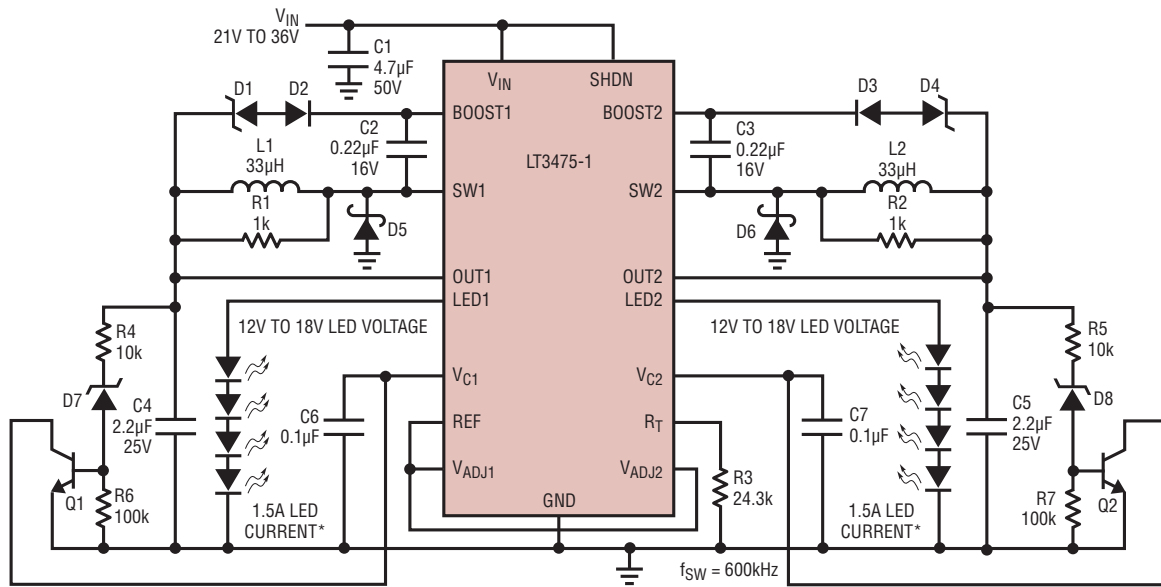 VIN
21V TO 36V
C1
4.7µF
50V
VIN
SHDN
D1
D2
BOOST1
BOOST2
D3
D4
C2
0.22µF
16V
C3
0.22µF
16V
L1
33µH
LT3475-1
L2
33µH
SW1
SW2
R1
1k
D5
D6
R2
1k
OUT1
OUT2
LED1
LED2
12V TO 18V LED VOLTAGE
12V TO 18V LED VOLTAGE
R4
10k
R5
10k
VC1
VC2
D7
D8
C4
2.2µF
25V
C6
0.1µF
REF
RT
C7
0.1µF
C5
2.2µF
25V
VADJ1
VADJ2
R3
24.3k
Q1
R6
100k
GND
R7
100k
Q2
1.5A LED
CURRENT*
1.5A LED
CURRENT*
fSW = 600kHz